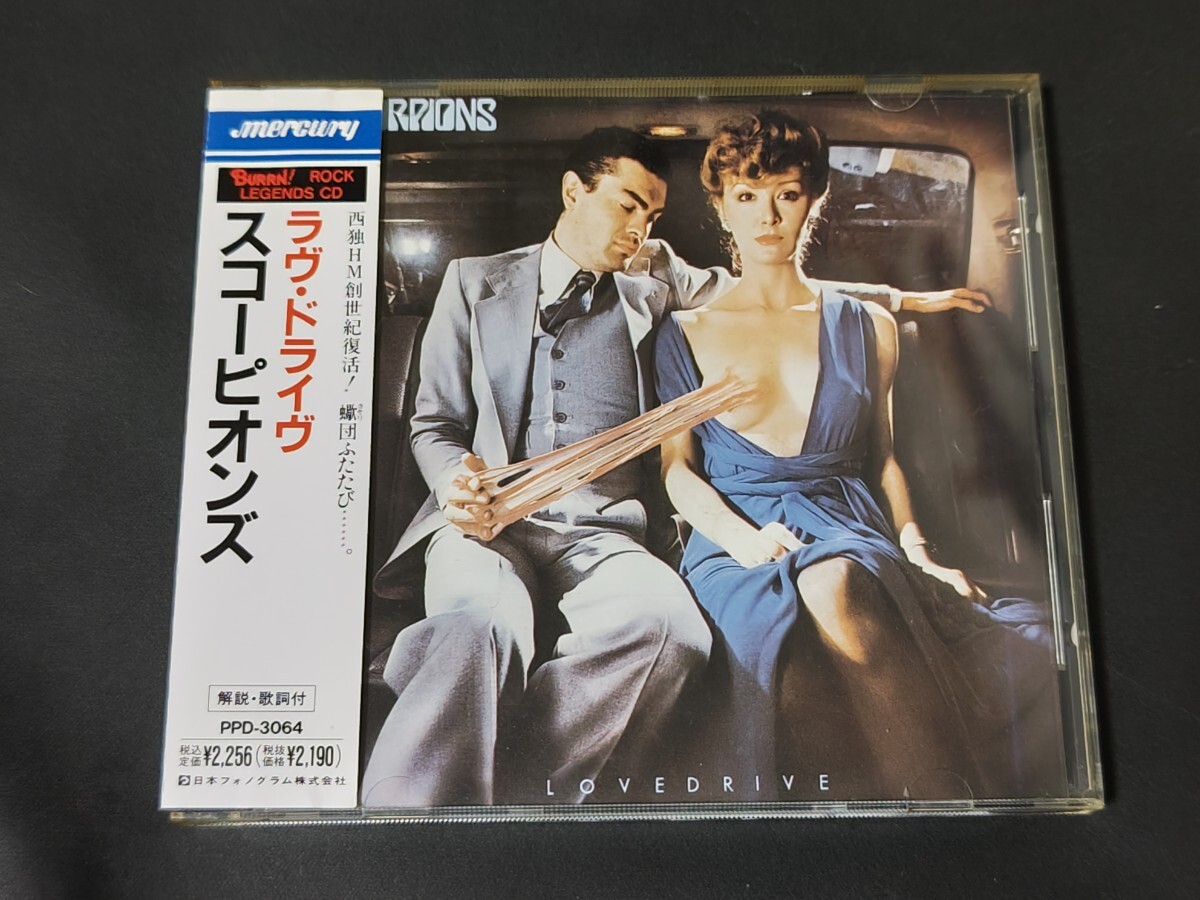 mercury
BURRN! ROCK
LEGENDS CD
西独HM創世紀復活! 蠍団ふたたび……。
ラヴ・ドライヴ
スコーピオンズ
解説・歌詞付
PPD-3064
税込定価¥2,256(税抜価格¥2,190)
日本フォノグラム株式会社
RPIONS
LOVEDRIVE